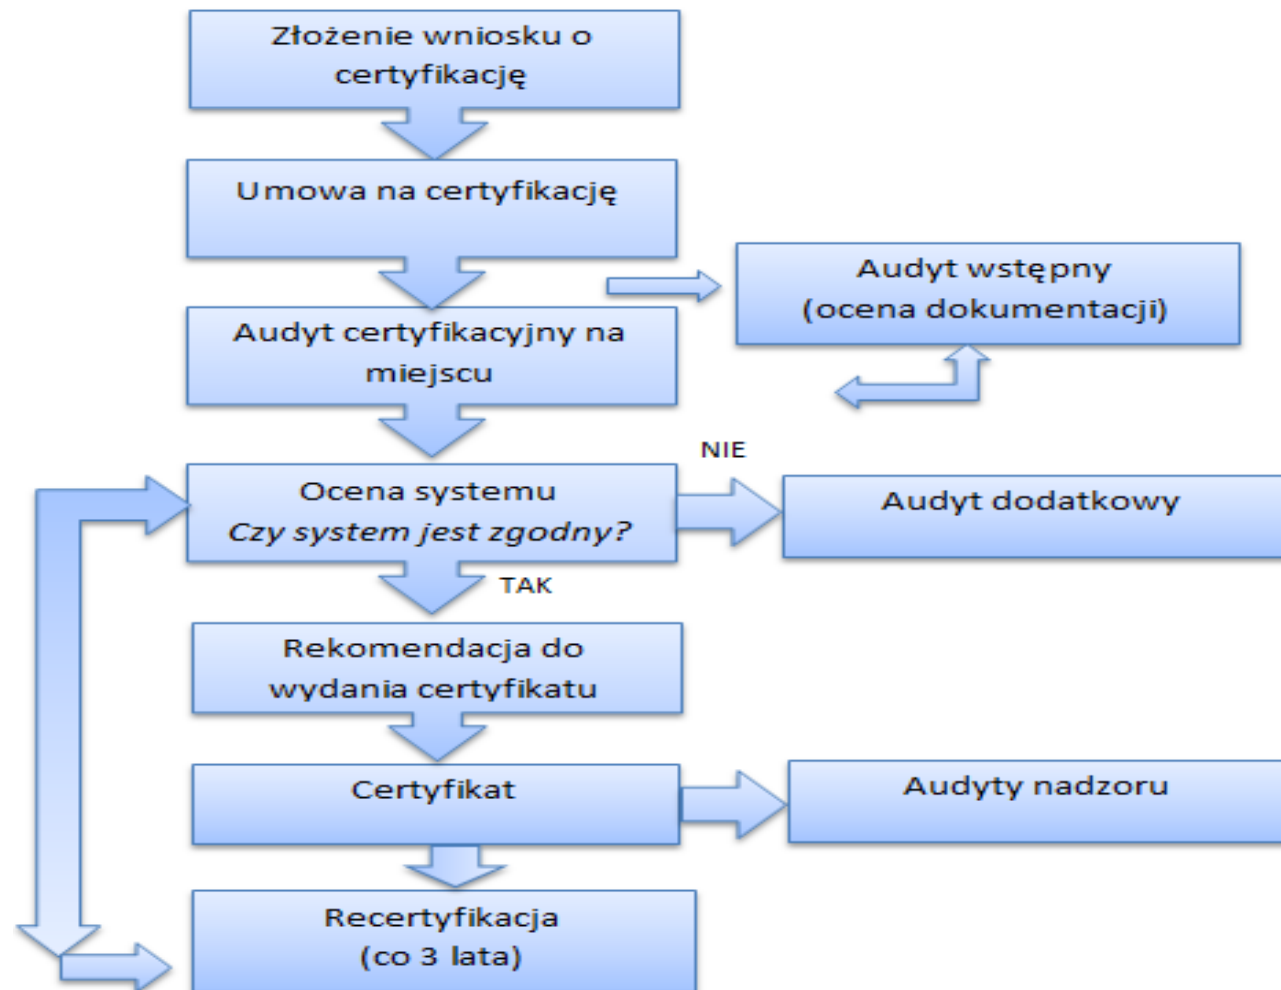 Złożenie wniosku o
certyfikację
Umowa na certyfikację
Audyt wstępny
(ocena dokumentacji)
Audyt certyfikacyjny na
miejscu
NIE
Ocena systemu
Czy system jest zgodny?
Audyt dodatkowy
TAK
Rekomendacja do
wydania certyfikatu
Certyfikat
Audyty nadzoru
Recertyfikacja
(co 3 lata)